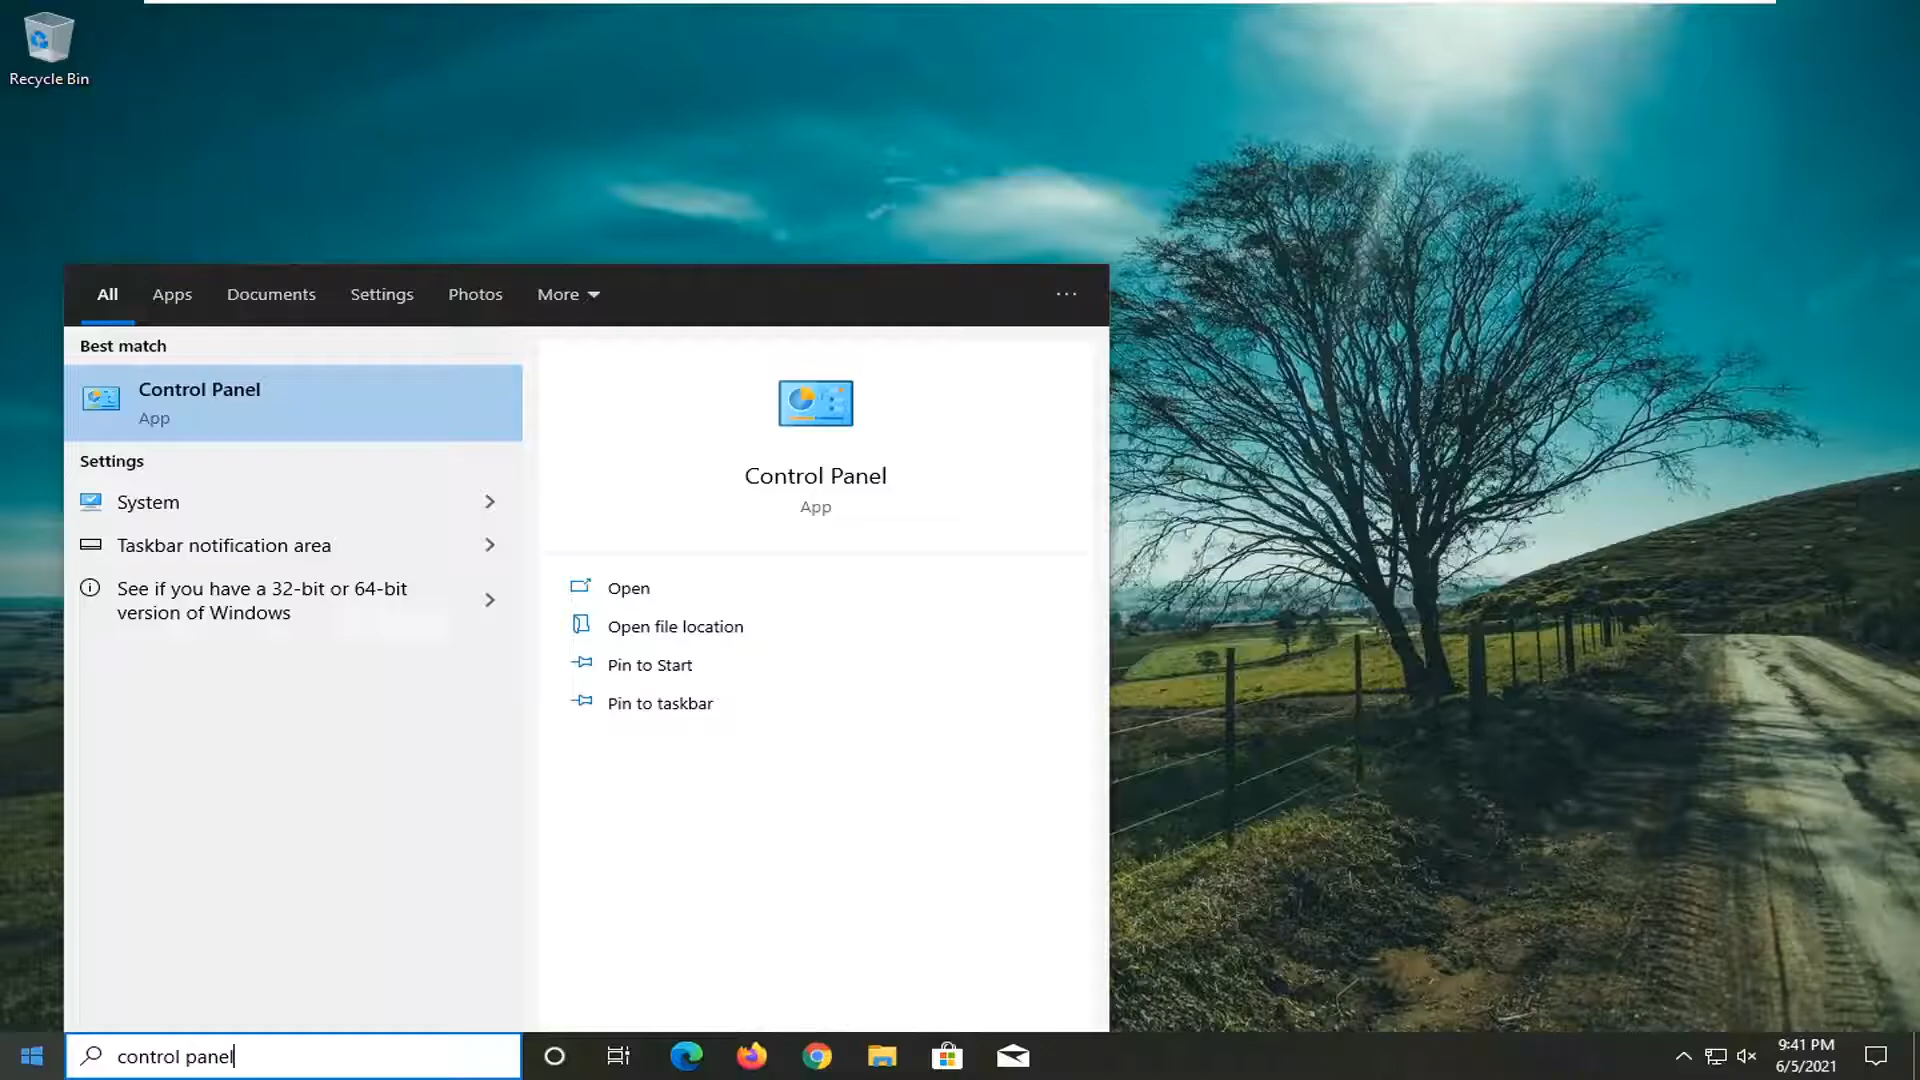 Recycle Bin
All Apps Documents Settings Photos More ...
Best match
Control Panel
App
Settings
System
Taskbar notification area
See if you have a 32-bit or 64-bit
version of Windows
Control Panel
App
Open
Open file location
Pin to Start
Pin to taskbar
control panel
9:41 PM
6/5/2021